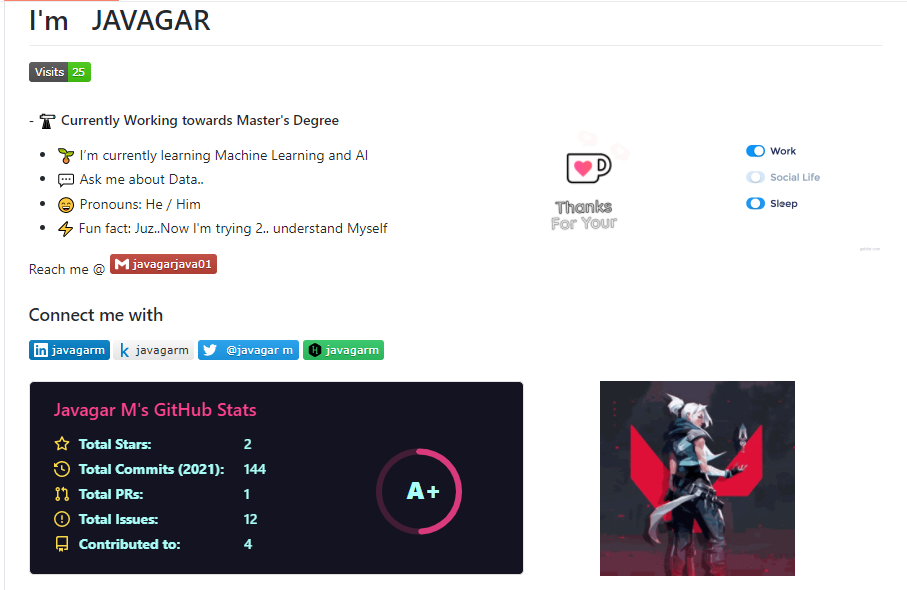 I'm JAVAGAR
Visits 25
- Currently Working towards Master's Degree
I'm currently learning Machine Learning and AI
Ask me about Data..
Pronouns: He / Him
Fun fact: Juz..Now I'm trying 2.. understand Myself
Thanks
For Your
Work
Social Life
Sleep
Reach me @ javagarjava01
Connect me with
in javagarm k javagarm @javagar m javagarm
Javagar M's GitHub Stats
Total Stars: 2
Total Commits (2021): 144
Total PRs: 1
Total Issues: 12
Contributed to: 4
A+